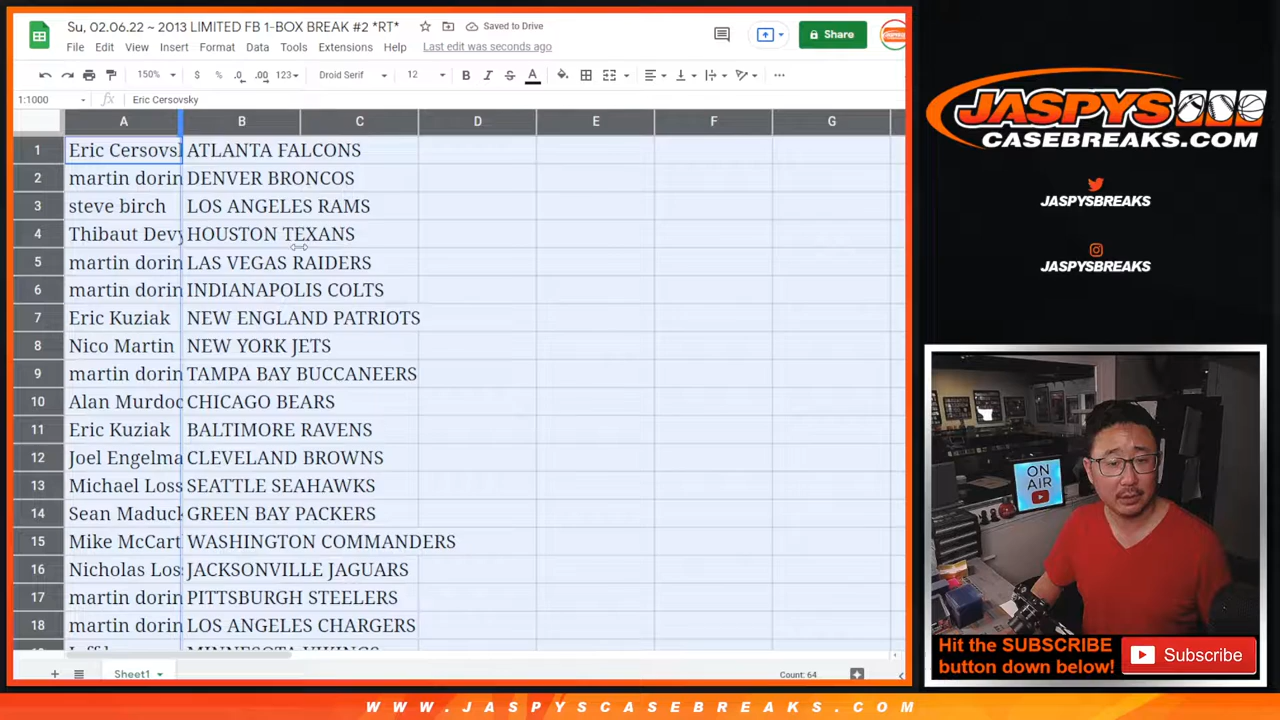 Su, 02.06.22 ~ 2013 LIMITED FB 1-BOX BREAK #2 *RT*
Saved to Drive
File Edit View Insert Format Data Tools Extensions Help Last edit was seconds ago
Share
150% $ % .0 .00 123 Droid Serif 12 B I S A
1:1000 fx Eric Cersovsky
A B C D E F G
1 Eric Cersovsk ATLANTA FALCONS
2 martin dorin DENVER BRONCOS
3 steve birch LOS ANGELES RAMS
4 Thibaut Devy HOUSTON TEXANS
5 martin dorin LAS VEGAS RAIDERS
6 martin dorin INDIANAPOLIS COLTS
7 Eric Kuziak NEW ENGLAND PATRIOTS
8 Nico Martin NEW YORK JETS
9 martin dorin TAMPA BAY BUCCANEERS
10 Alan Murdoc CHICAGO BEARS
11 Eric Kuziak BALTIMORE RAVENS
12 Joel Engelma CLEVELAND BROWNS
13 Michael Loss SEATTLE SEAHAWKS
14 Sean Maduck GREEN BAY PACKERS
15 Mike McCart WASHINGTON COMMANDERS
16 Nicholas Los JACKSONVILLE JAGUARS
17 martin dorin PITTSBURGH STEELERS
18 martin dorin LOS ANGELES CHARGERS
MINNESOTA VIKINGS
Sheet1
Count: 64
JASPYS
CASEBREAKS.COM
JASPYSBREAKS
JASPYSBREAKS
ON
AIR
Hit the SUBSCRIBE
button down below!
Subscribe
WWW.JASPYSCASEBREAKS.COM